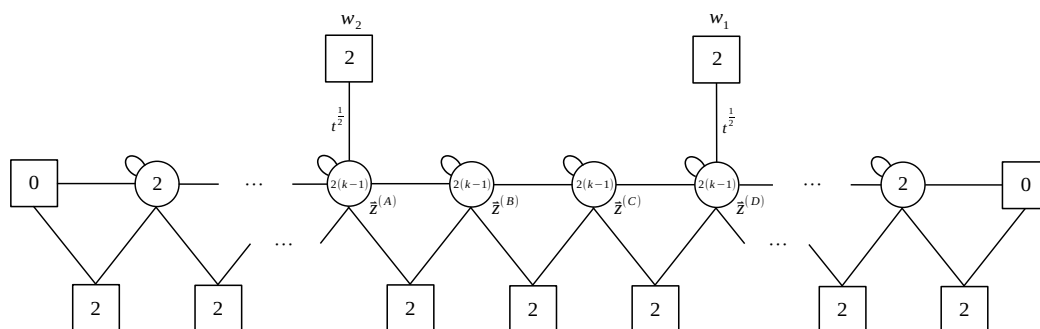 w₂ w₁
2 2
t^{1/2} t^{1/2}
0 2 ... 2(k−1) 2(k−1) 2(k−1) 2(k−1) ... 2 0
z⃗^{(A)} z⃗^{(B)} z⃗^{(C)} z⃗^{(D)}
... ...
2 2 2 2 2 2 2